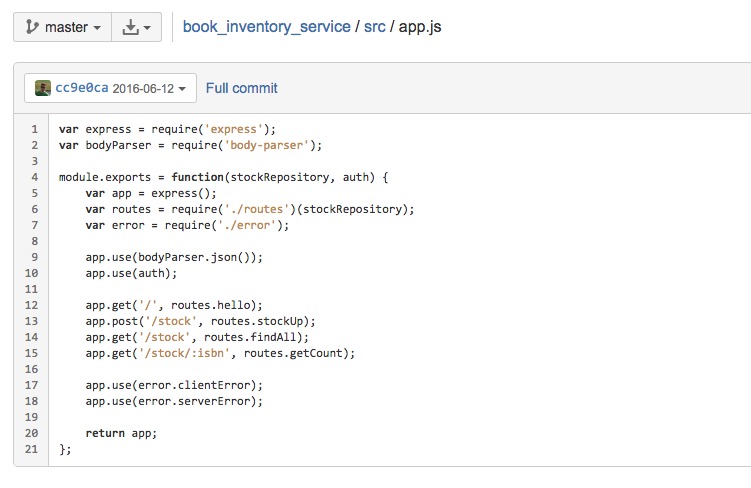 master book_inventory_service / src / app.js
cc9e0ca 2016-06-12 Full commit
1 var express = require('express');
2 var bodyParser = require('body-parser');
3
4 module.exports = function(stockRepository, auth) {
5     var app = express();
6     var routes = require('./routes')(stockRepository);
7     var error = require('./error');
8
9     app.use(bodyParser.json());
10     app.use(auth);
11
12     app.get('/', routes.hello);
13     app.post('/stock', routes.stockUp);
14     app.get('/stock', routes.findAll);
15     app.get('/stock/:isbn', routes.getCount);
16
17     app.use(error.clientError);
18     app.use(error.serverError);
19
20     return app;
21 };